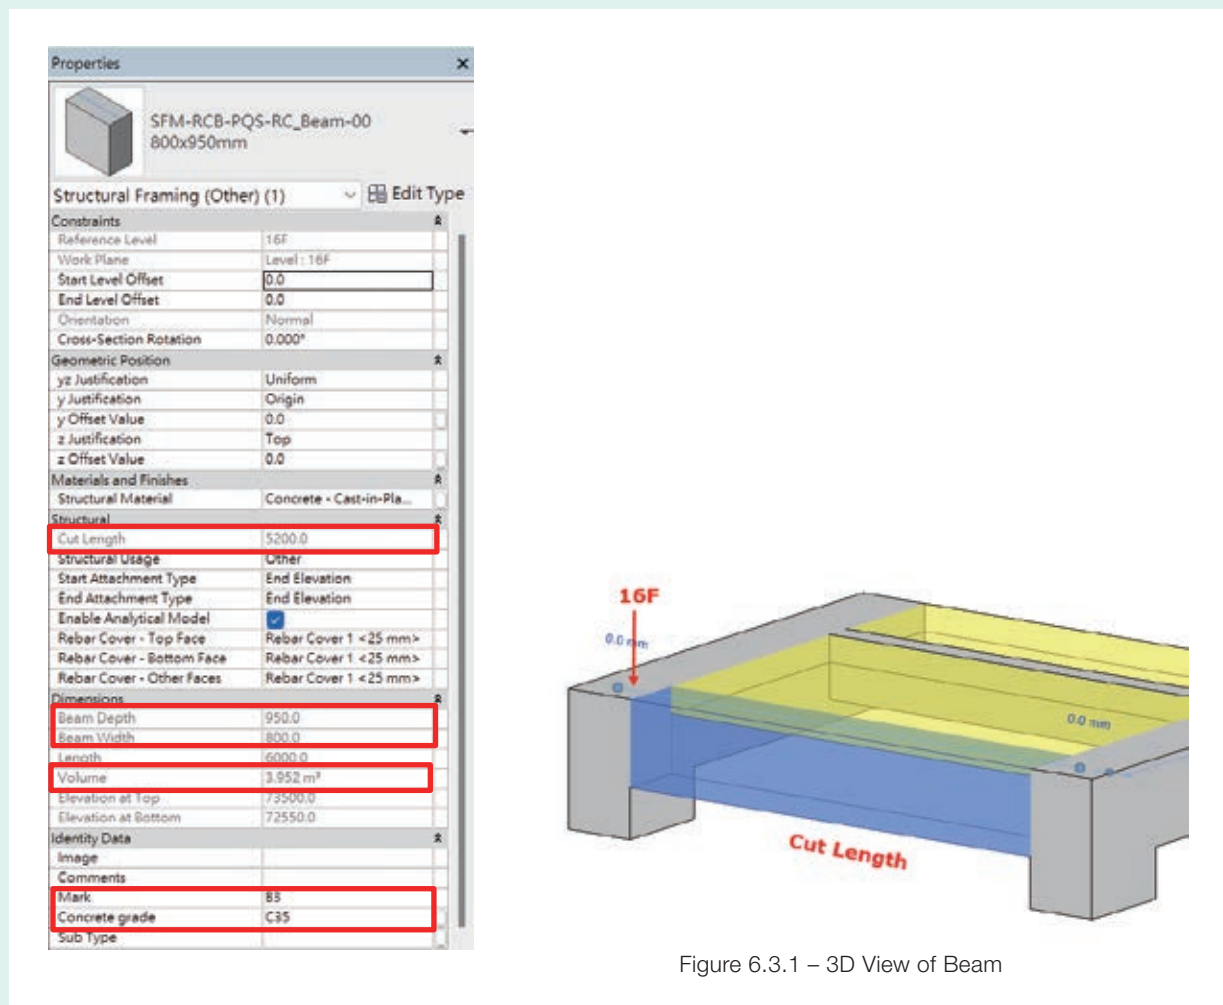 Properties
SFM-RCB-PQS-RC_Beam-00
800x950mm
Structural Framing (Other) (1) Edit Type
Constraints
Reference Level 16F
Work Plane Level : 16F
Start Level Offset 0.0
End Level Offset 0.0
Orientation Normal
Cross-Section Rotation 0.000°
Geometric Position
yz Justification Uniform
y Justification Origin
y Offset Value 0.0
z Justification Top
z Offset Value 0.0
Materials and Finishes
Structural Material Concrete - Cast-in-Pla...
Structural
Cut Length 5200.0
Structural Usage Other
Start Attachment Type End Elevation
End Attachment Type End Elevation
Enable Analytical Model
Rebar Cover - Top Face Rebar Cover 1 <25 mm>
Rebar Cover - Bottom Face Rebar Cover 1 <25 mm>
Rebar Cover - Other Faces Rebar Cover 1 <25 mm>
Dimensions
Beam Depth 950.0
Beam Width 800.0
Length 6000.0
Volume 3.952 m³
Elevation at Top 73500.0
Elevation at Bottom 72550.0
Identity Data
Image
Comments
Mark B3
Concrete grade C35
Sub Type
16F
0.0 mm
0.0 mm
Cut Length
Figure 6.3.1 – 3D View of Beam